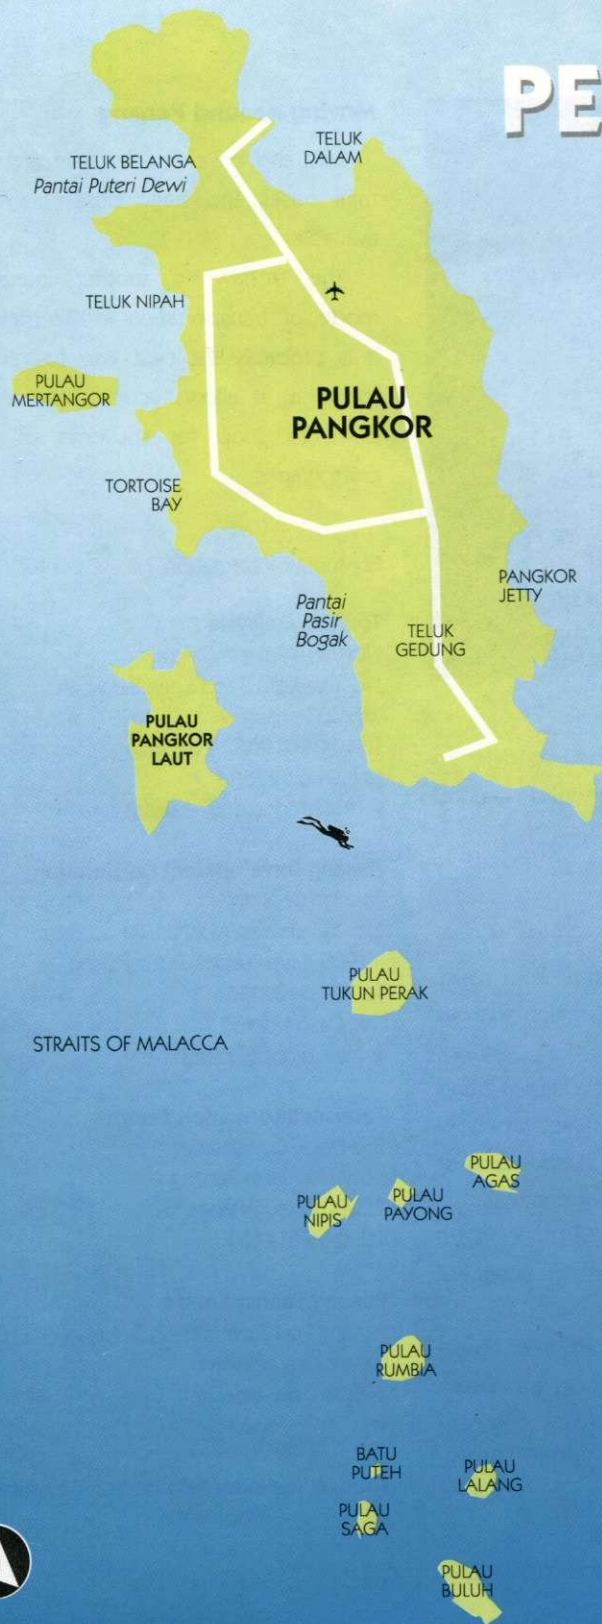 PE
TELUK
DALAM
TELUK BELANGA
Pantai Puteri Dewi
TELUK NIPAH
PULAU
MERTANGOR
PULAU
PANGKOR
TORTOISE
BAY
PANGKOR
JETTY
Pantai
Pasir
Bogak
TELUK
GEDUNG
PULAU
PANGKOR
LAUT
PULAU
TUKUN PERAK
STRAITS OF MALACCA
PULAU
AGAS
PULAU
NIPIS
PULAU
PAYONG
PULAU
RUMBIA
BATU
PUTEH
PULAU
LALANG
PULAU
SAGA
PULAU
BULUH